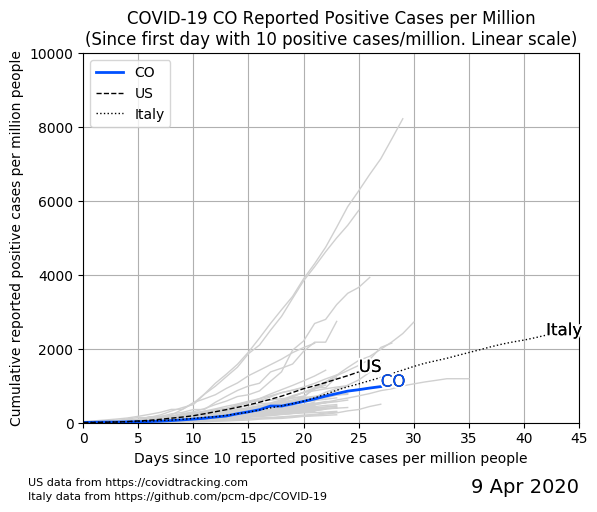 COVID-19 CO Reported Positive Cases per Million
(Since first day with 10 positive cases/million. Linear scale)
Cumulative reported positive cases per million people
10000
8000
6000
4000
2000
0
CO
US
Italy
Italy
US
CO
0 5 10 15 20 25 30 35 40 45
Days since 10 reported positive cases per million people
US data from https://covidtracking.com
Italy data from https://github.com/pcm-dpc/COVID-19
9 Apr 2020